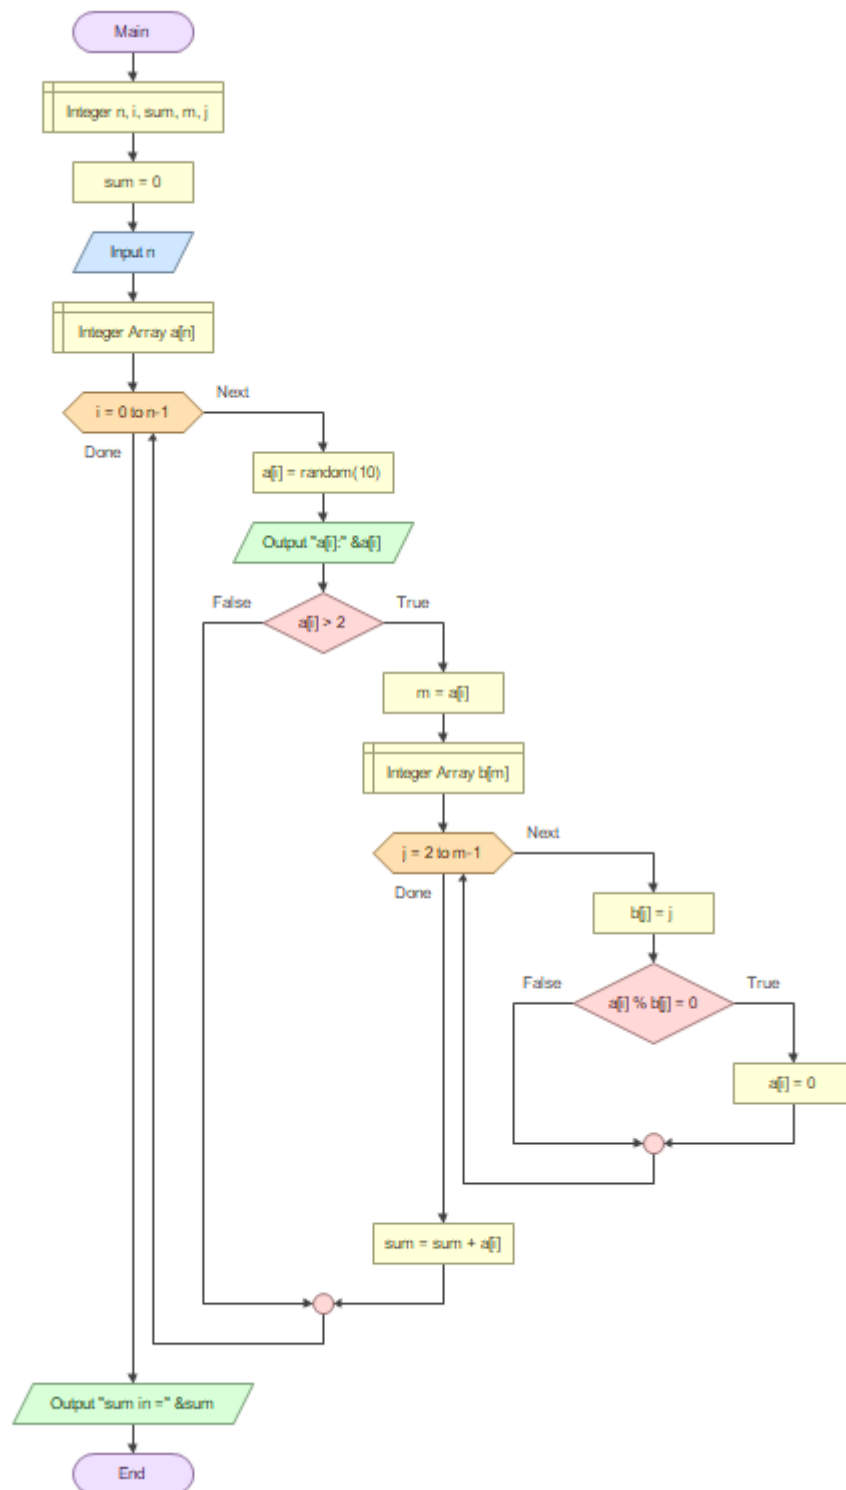 Main
Integer n, i, sum, m, j
sum = 0
Input n
Integer Array a[n]
i = 0 to n-1
Next
Done
a[i] = random(10)
Output "a[i]:" &a[i]
False
True
a[i] > 2
m = a[i]
Integer Array b[m]
j = 2 to m-1
Next
Done
b[j] = j
False
True
a[i] % b[j] = 0
a[i] = 0
sum = sum + a[i]
Output "sum in =" &sum
End